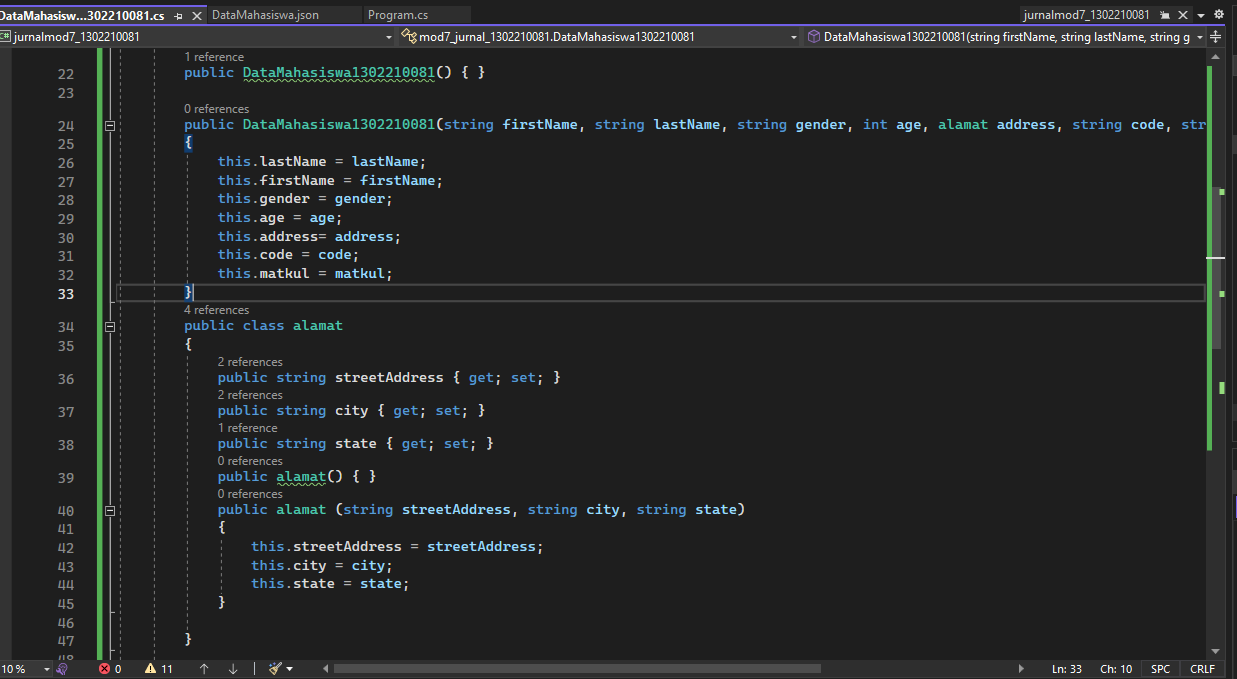 DataMahasisw...302210081.cs DataMahasiswa.json Program.cs jurnalmod7_1302210081
C# jurnalmod7_1302210081 mod7_jurnal_1302210081.DataMahasiswa1302210081 DataMahasiswa1302210081(string firstName, string lastName, string g
1 reference
22 public DataMahasiswa1302210081() { }
23
0 references
24 public DataMahasiswa1302210081(string firstName, string lastName, string gender, int age, alamat address, string code, str
25 {
26 this.lastName = lastName;
27 this.firstName = firstName;
28 this.gender = gender;
29 this.age = age;
30 this.address= address;
31 this.code = code;
32 this.matkul = matkul;
33 }
4 references
34 public class alamat
35 {
2 references
36 public string streetAddress { get; set; }
2 references
37 public string city { get; set; }
1 reference
38 public string state { get; set; }
0 references
39 public alamat() { }
0 references
40 public alamat (string streetAddress, string city, string state)
41 {
42 this.streetAddress = streetAddress;
43 this.city = city;
44 this.state = state;
45 }
46
47 }
48
10 % 0 11 Ln: 33 Ch: 10 SPC CRLF